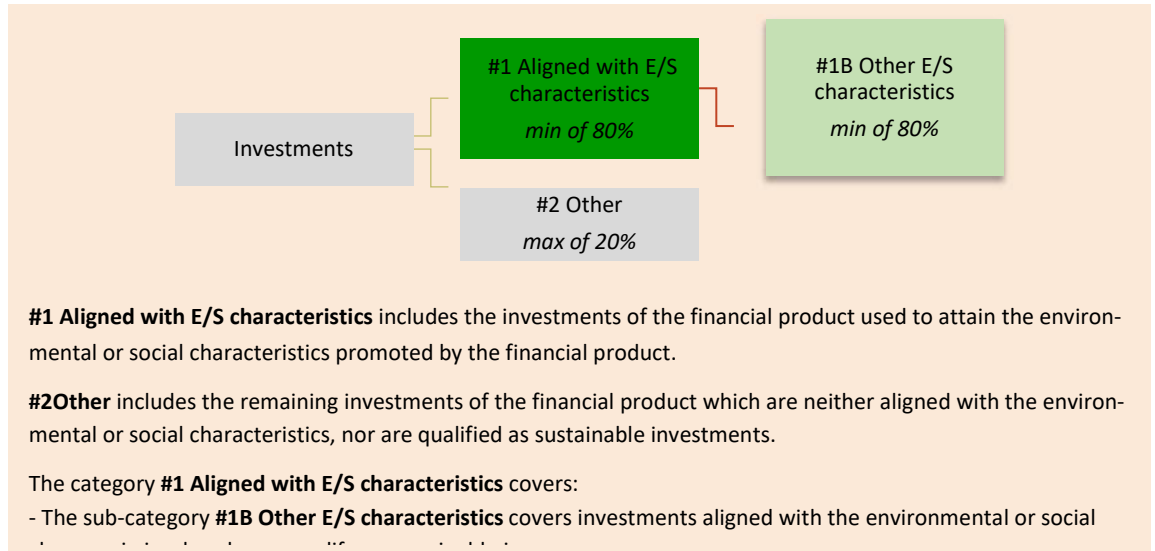 #1 Aligned with E/S
characteristics
min of 80%
#1B Other E/S
characteristics
min of 80%
Investments
#2 Other
max of 20%
#1 Aligned with E/S characteristics includes the investments of the financial product used to attain the environ-
mental or social characteristics promoted by the financial product.
#2Other includes the remaining investments of the financial product which are neither aligned with the environ-
mental or social characteristics, nor are qualified as sustainable investments.
The category #1 Aligned with E/S characteristics covers:
- The sub-category #1B Other E/S characteristics covers investments aligned with the environmental or social